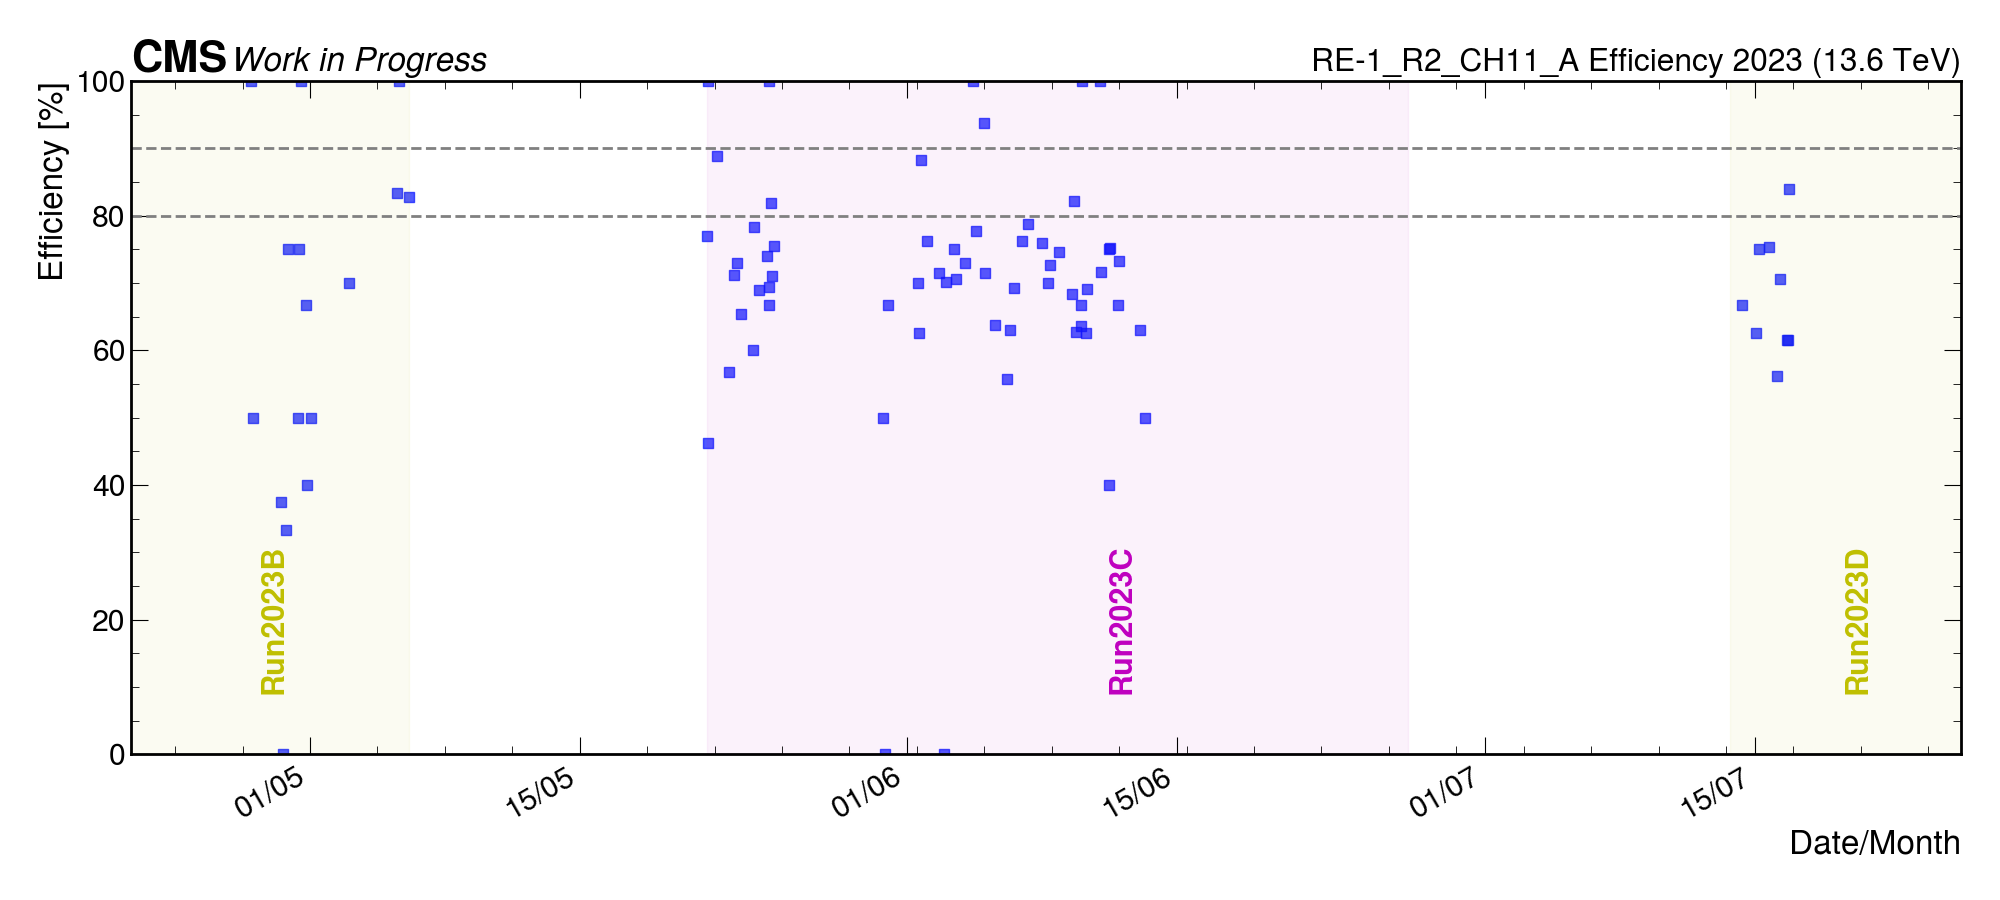 CMS Work in Progress
RE-1_R2_CH11_A Efficiency 2023 (13.6 TeV)
Efficiency [%]
100
80
60
40
20
0
Run2023B
Run2023C
Run2023D
01/05
15/05
01/06
15/06
01/07
15/07
Date/Month